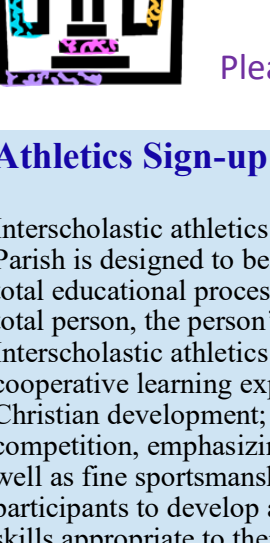 Plea
Athletics Sign-up
Interscholastic athletics
Parish is designed to be
total educational proces
total person, the person'
Interscholastic athletics
cooperative learning exp
Christian development;
competition, emphasizin
well as fine sportsmansh
participants to develop a
skills appropriate to thei